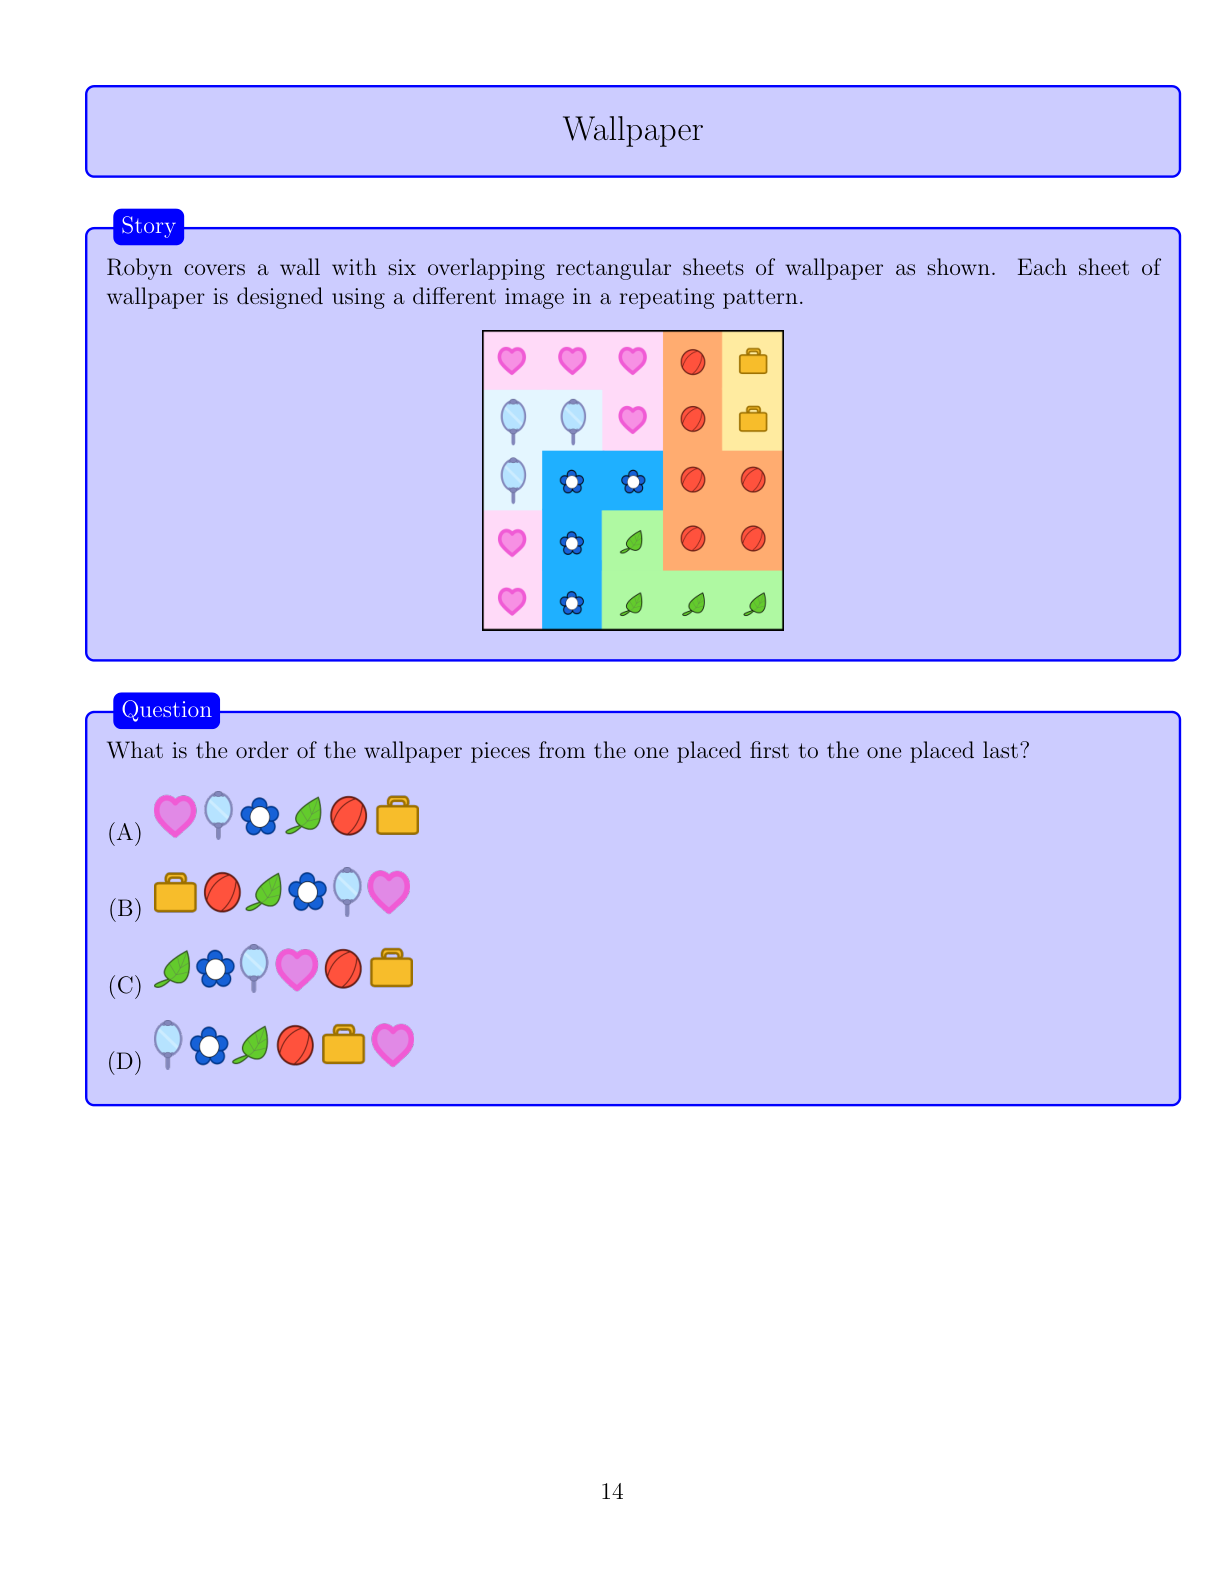 Wallpaper
Story
Robyn covers a wall with six overlapping rectangular sheets of wallpaper as shown. Each sheet of
wallpaper is designed using a different image in a repeating pattern.
Question
What is the order of the wallpaper pieces from the one placed first to the one placed last?
(A)
(B)
(C)
(D)
14